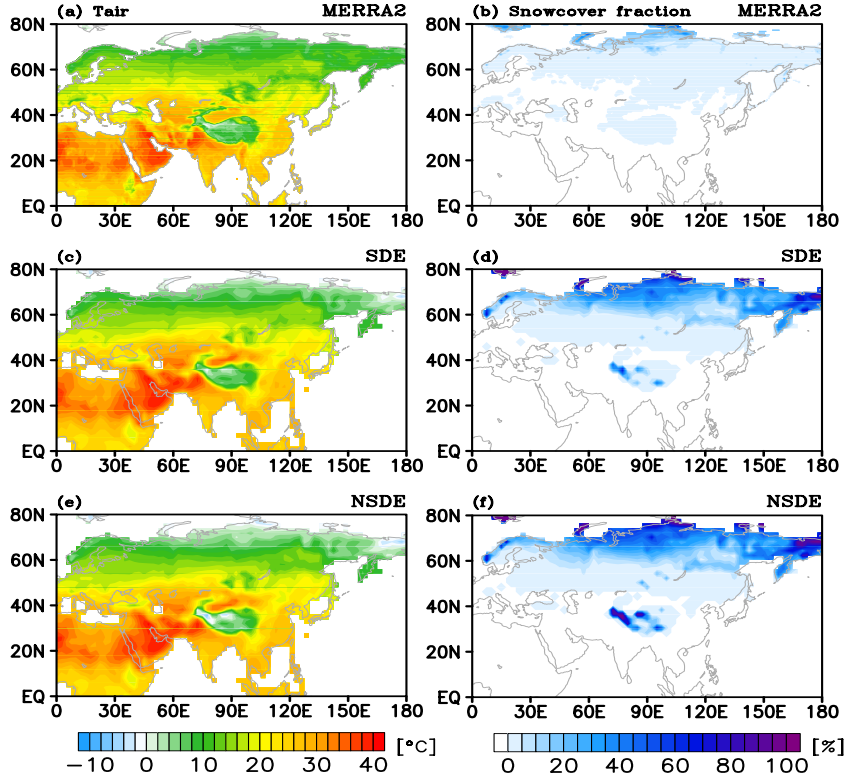 (a) Tair MERRA2 (b) Snowcover fraction MERRA2
80N 80N
60N 60N
40N 40N
20N 20N
EQ EQ
0 30E 60E 90E 120E 150E 180 0 30E 60E 90E 120E 150E 180
(c) SDE (d) SDE
80N 80N
60N 60N
40N 40N
20N 20N
EQ EQ
0 30E 60E 90E 120E 150E 180 0 30E 60E 90E 120E 150E 180
(e) NSDE (f) NSDE
80N 80N
60N 60N
40N 40N
20N 20N
EQ EQ
0 30E 60E 90E 120E 150E 180 0 30E 60E 90E 120E 150E 180
−10 0 10 20 30 40 [°C] 0 20 40 60 80 100 [%]